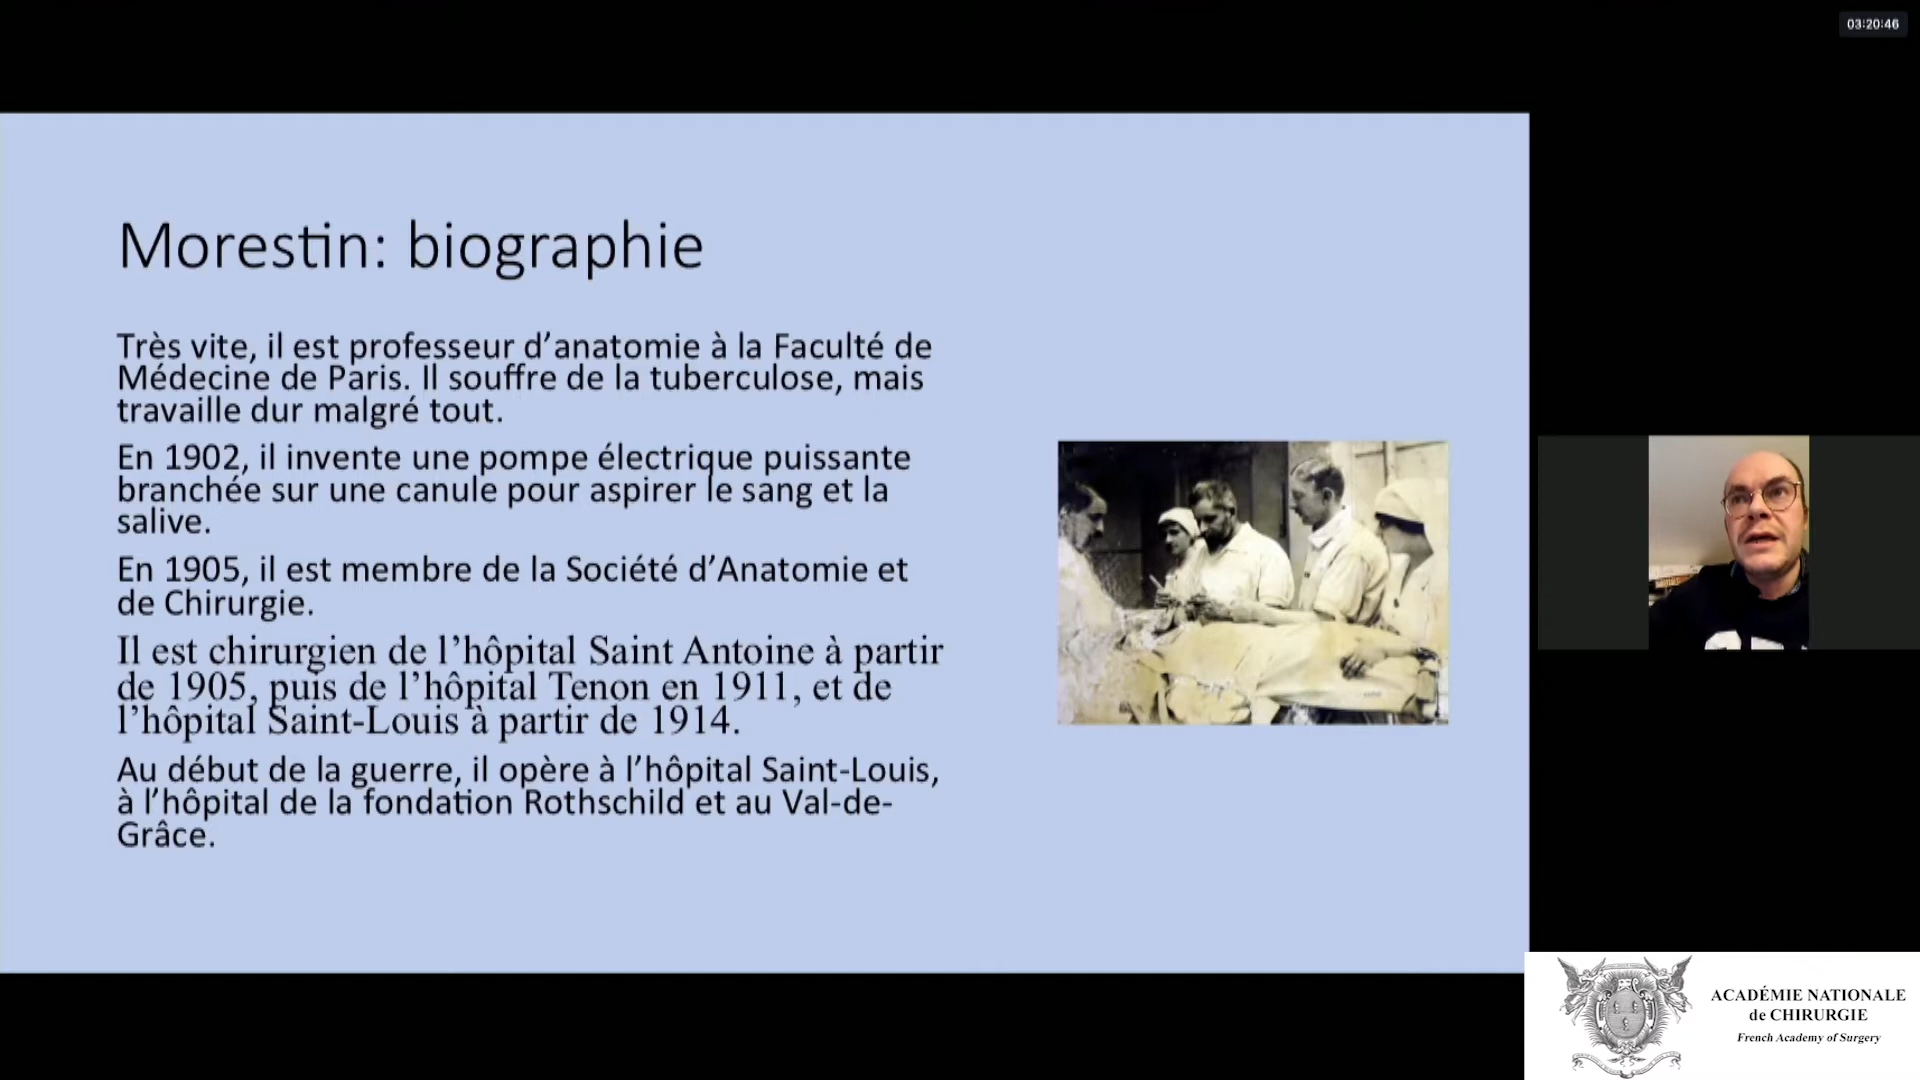 03:20:46
Morestin: biographie
Très vite, il est professeur d’anatomie à la Faculté de
Médecine de Paris. Il souffre de la tuberculose, mais
travaille dur malgré tout.
En 1902, il invente une pompe électrique puissante
branchée sur une canule pour aspirer le sang et la
salive.
En 1905, il est membre de la Société d’Anatomie et
de Chirurgie.
Il est chirurgien de l’hôpital Saint Antoine à partir
de 1905, puis de l’hôpital Tenon en 1911, et de
l’hôpital Saint-Louis à partir de 1914.
Au début de la guerre, il opère à l’hôpital Saint-Louis,
à l’hôpital de la fondation Rothschild et au Val-de-
Grâce.
ACADÉMIE NATIONALE
de CHIRURGIE
French Academy of Surgery